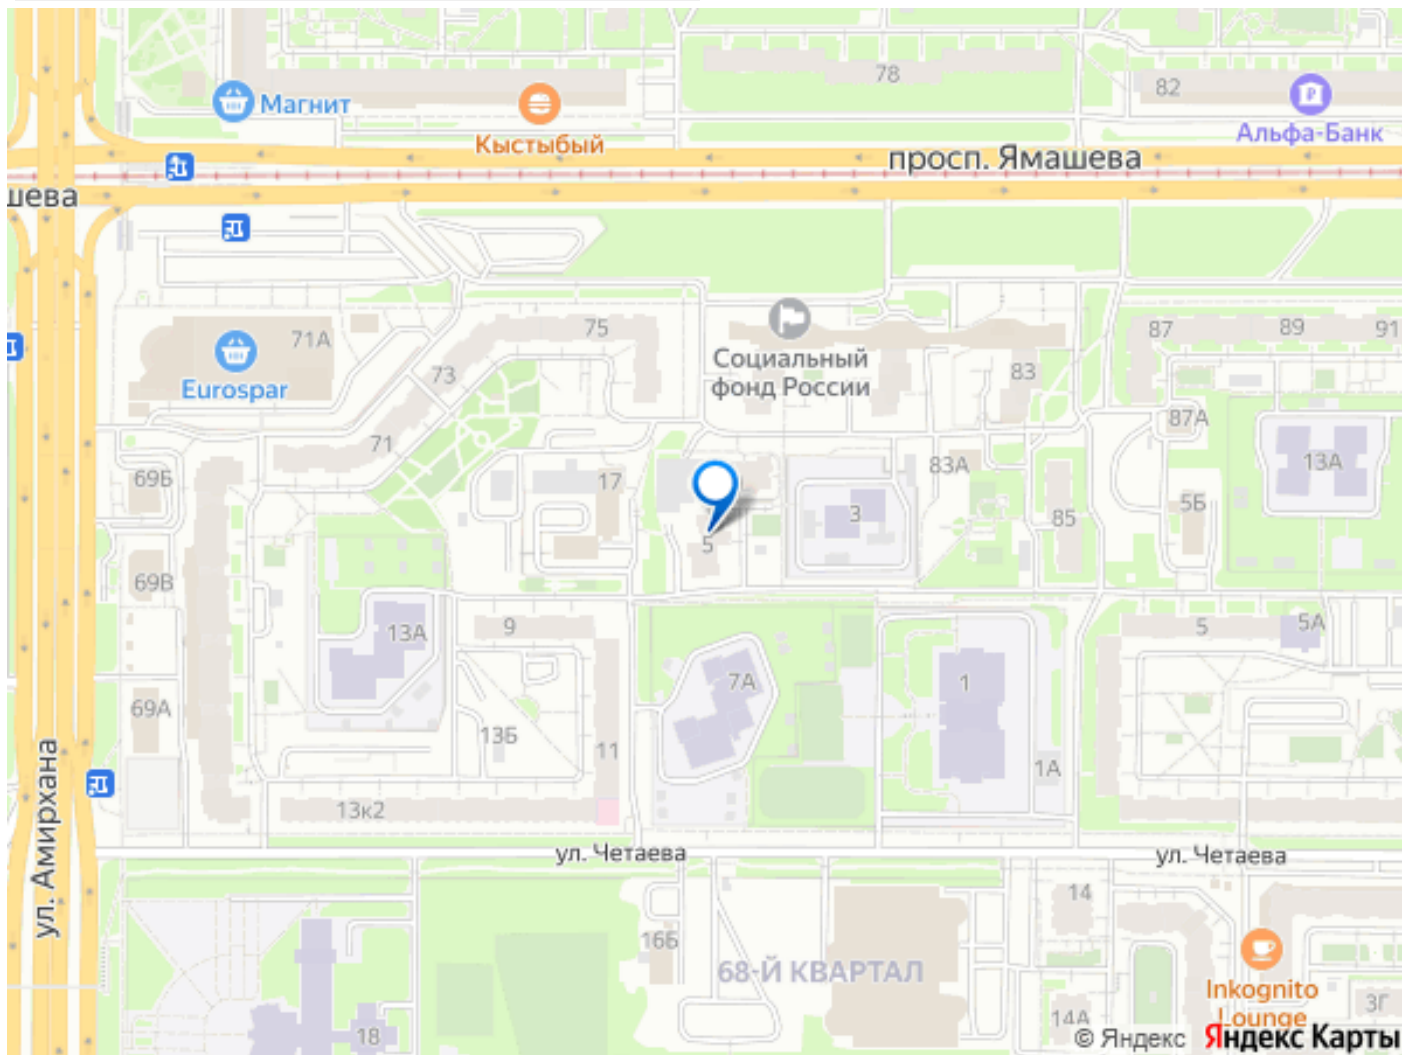 78
82
Магнит
Кыстыбый
Альфа-Банк
просп. Ямашева
шева
71А
75
87
89
91
Eurospar
73
Социальный
фонд России
83
71
87А
69Б
17
83А
13А
5
3
85
5Б
69В
13А
9
5
5А
7А
1
69А
13Б
11
1А
13к2
ул. Амирхана
ул. Четаева
ул. Четаева
14
16Б
68-Й КВАРТАЛ
Inkognito
Lounge
3Г
14А
18
© Яндекс Яндекс Карты